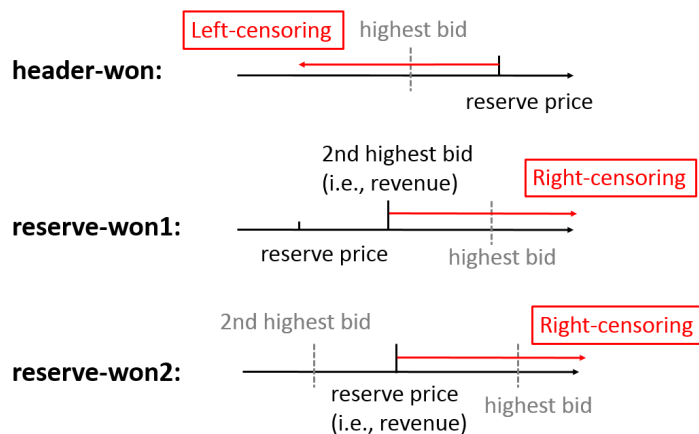 Left-censoring
highest bid
header-won:
reserve price
2nd highest bid
(i.e., revenue)
Right-censoring
reserve-won1:
reserve price
highest bid
2nd highest bid
Right-censoring
reserve-won2:
reserve price
(i.e., revenue)
highest bid